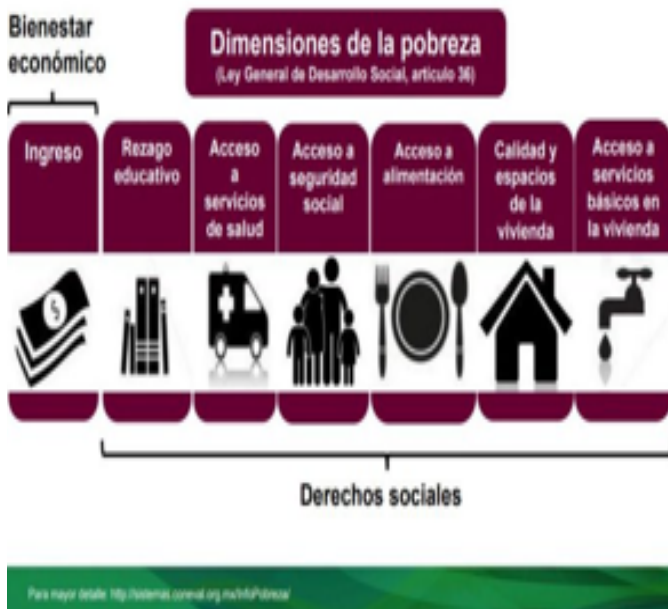 Bienestar
económico
Dimensiones de la pobreza
(Ley General de Desarrollo Social, artículo 36)
Ingreso
Rezago
educativo
Acceso
a
servicios
de salud
Acceso a
seguridad
social
Acceso a
alimentación
Calidad y
espacios
de la
vivienda
Acceso a
servicios
básicos en
la vivienda
$
Derechos sociales
Para mayor detalle: http://sistemas.coneval.org.mx/InfoPobreza/